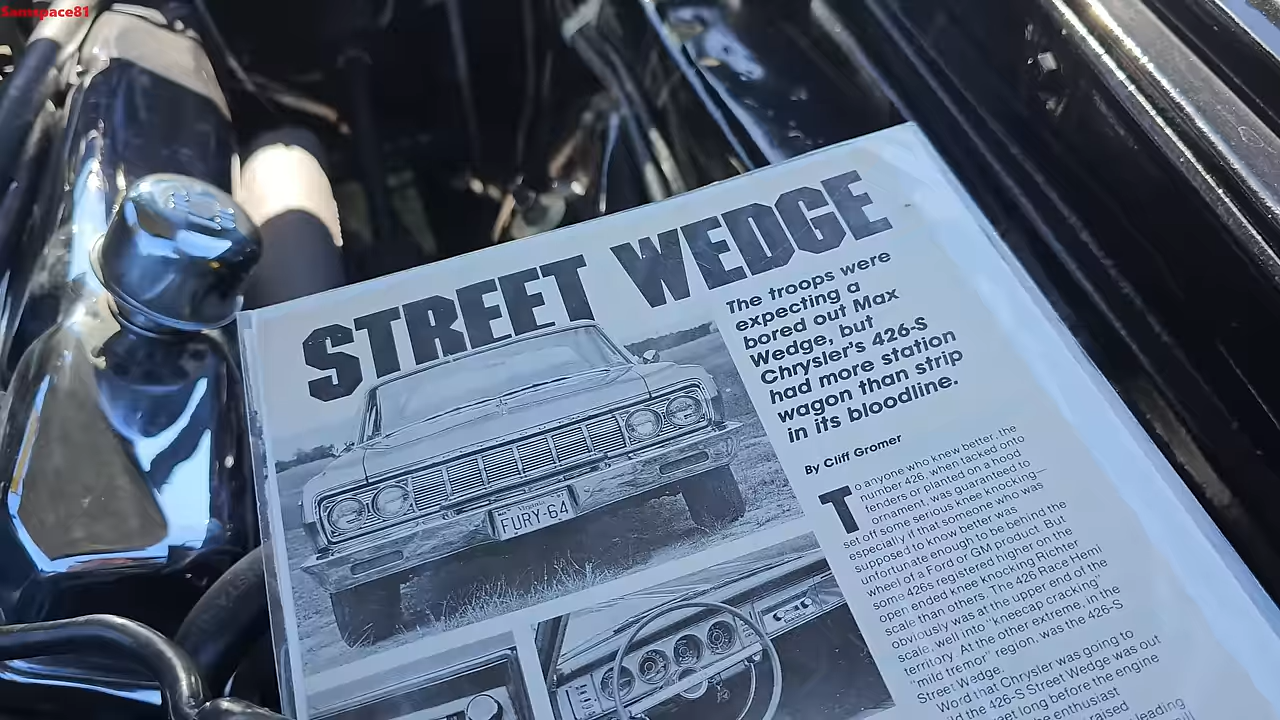 Samspace81
STREET WEDGE
The troops were
expecting a
bored out Max
Wedge, but
Chrysler's 426-S
had more station
wagon than strip
in its bloodline.
By Cliff Gromer
FURY-64
To anyone who knew better, the
number 426, when tacked onto
fenders or planted on a hood
ornament, was guaranteed to
set off some serious knee knocking—
especially if that someone who was
supposed to know better was
unfortunate enough to be behind the
wheel of a Ford or GM product. But
some 426s registered higher on the
open ended knee knocking Richter
scale than others. The 426 Race Hemi
obviously was at the upper end of the
scale, well into "kneecap cracking"
territory. At the other extreme, in the
"mild tremor" region, was the 426-S
Street Wedge.
Word that Chrysler was going to
the 426-S Street Wedge was out
long before the engine
enthusiast
raised
leading